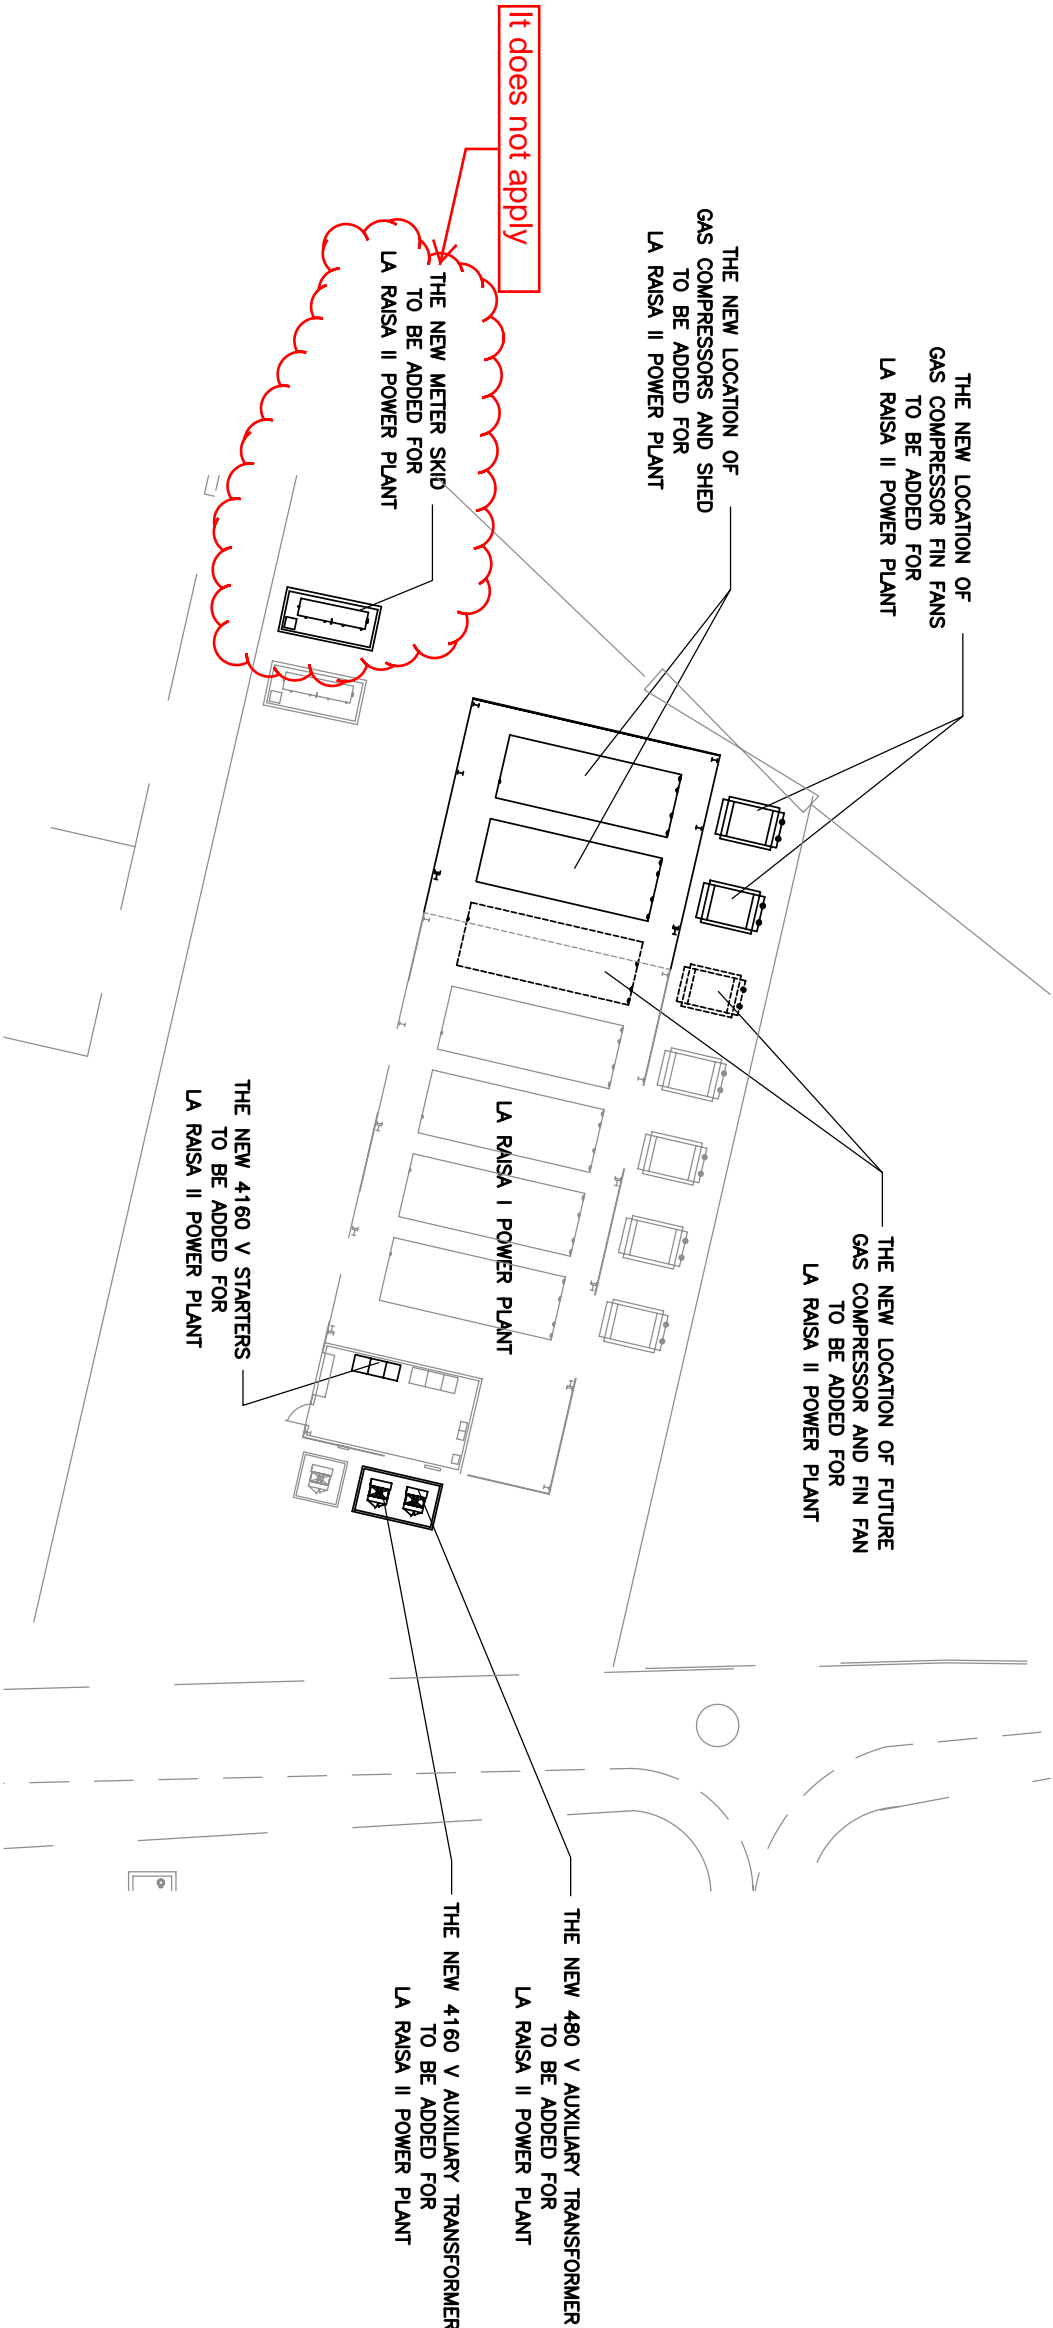 It does not apply
THE NEW METER SKID
TO BE ADDED FOR
LA RAISA II POWER PLANT
THE NEW LOCATION OF
GAS COMPRESSORS AND SHED
TO BE ADDED FOR
LA RAISA II POWER PLANT
THE NEW LOCATION OF
GAS COMPRESSOR FIN FANS
TO BE ADDED FOR
LA RAISA II POWER PLANT
THE NEW LOCATION OF FUTURE
GAS COMPRESSOR AND FIN FAN
TO BE ADDED FOR
LA RAISA II POWER PLANT
LA RAISA I POWER PLANT
THE NEW 4160 V STARTERS
TO BE ADDED FOR
LA RAISA II POWER PLANT
THE NEW 480 V AUXILIARY TRANSFORMER
TO BE ADDED FOR
LA RAISA II POWER PLANT
THE NEW 4160 V AUXILIARY TRANSFORMER
TO BE ADDED FOR
LA RAISA II POWER PLANT